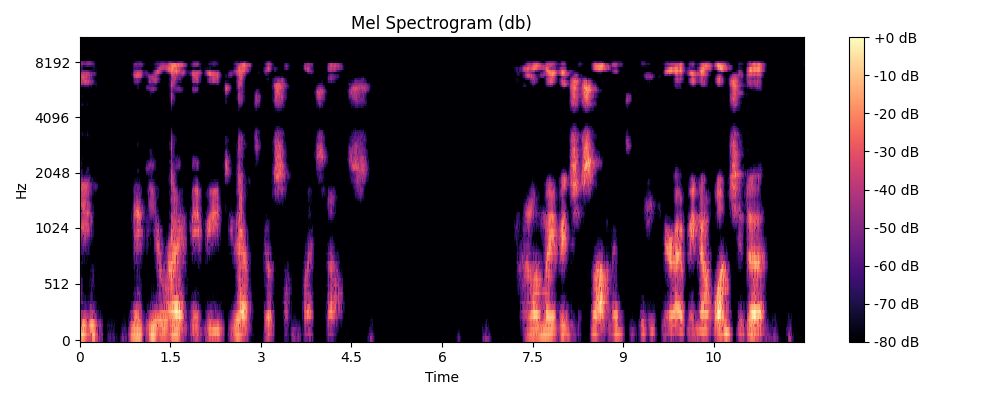 Mel Spectrogram (db)
Hz
8192
4096
2048
1024
512
0
0 1.5 3 4.5 6 7.5 9 10
Time
+0 dB
-10 dB
-20 dB
-30 dB
-40 dB
-50 dB
-60 dB
-70 dB
-80 dB